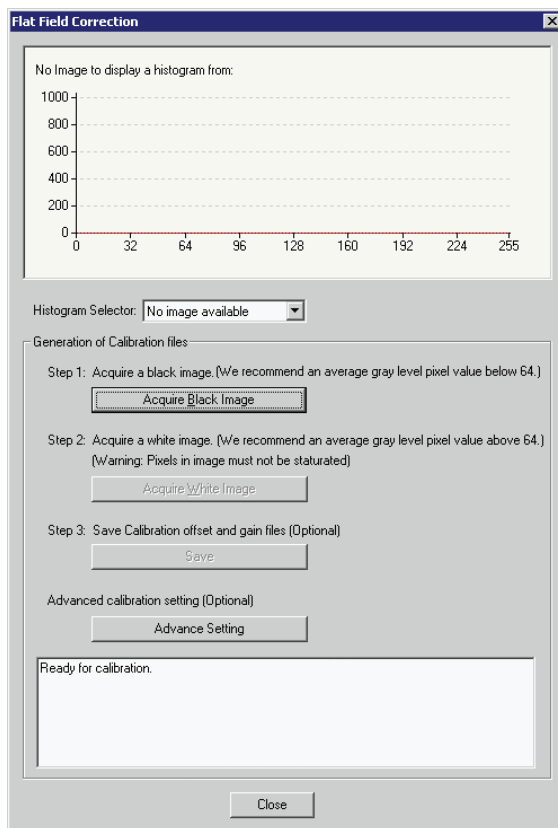 Flat Field Correction
No Image to display a histogram from:
1000
800
600
400
200
0
0 32 64 96 128 160 192 224 255
Histogram Selector: No image available
Generation of Calibration files
Step 1: Acquire a black image. (We recommend an average gray level pixel value below 64.)
Acquire Black Image
Step 2: Acquire a white image. (We recommend an average gray level pixel value above 64.)
(Warning: Pixels in image must not be staturated)
Acquire White Image
Step 3: Save Calibration offset and gain files (Optional)
Save
Advanced calibration setting (Optional)
Advance Setting
Ready for calibration.
Close